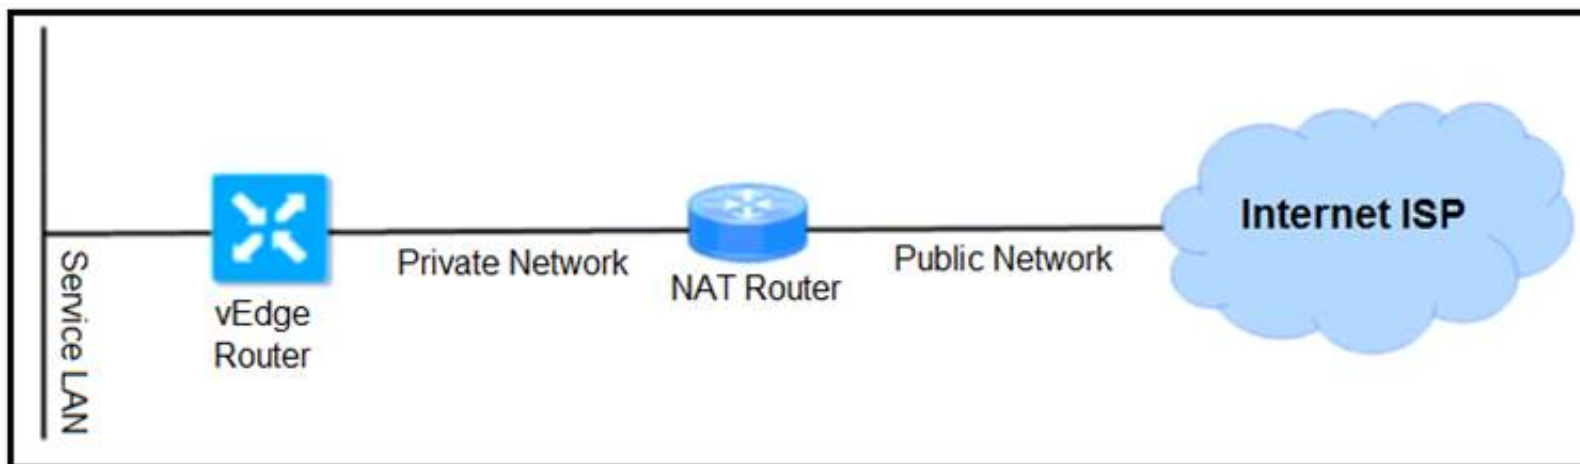 Service LAN
vEdge
Router
Private Network
NAT Router
Public Network
Internet ISP